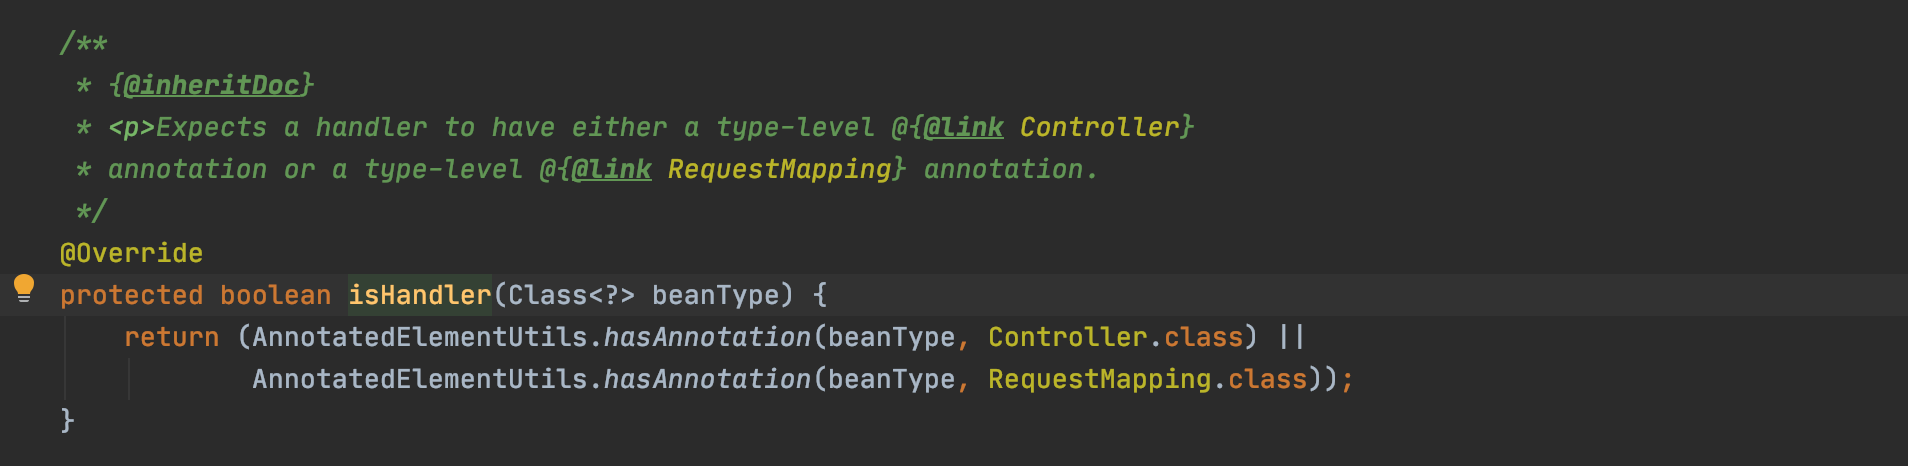 /**
 * {@inheritDoc}
 * <p>Expects a handler to have either a type-level @{@link Controller}
 * annotation or a type-level @{@link RequestMapping} annotation.
 */
@Override
protected boolean isHandler(Class<?> beanType) {
    return (AnnotatedElementUtils.hasAnnotation(beanType, Controller.class) ||
            AnnotatedElementUtils.hasAnnotation(beanType, RequestMapping.class));
}